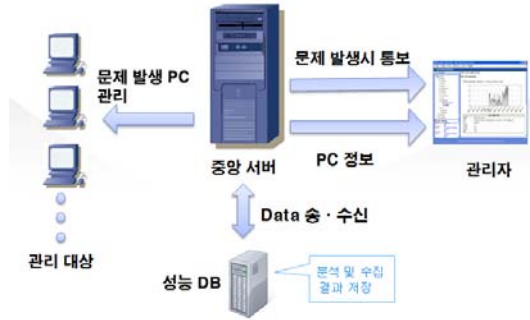 문제 발생 PC
관리
문제 발생시 통보
PC 정보
중앙 서버
관리자
Data 송 · 수신
관리 대상
성능 DB
분석 및 수집
결과 저장